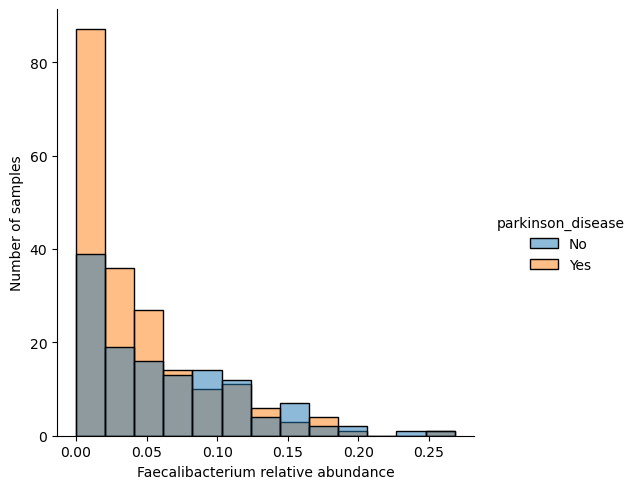 80
60
40
20
0
Number of samples
0.00 0.05 0.10 0.15 0.20 0.25
Faecalibacterium relative abundance
parkinson_disease
No
Yes